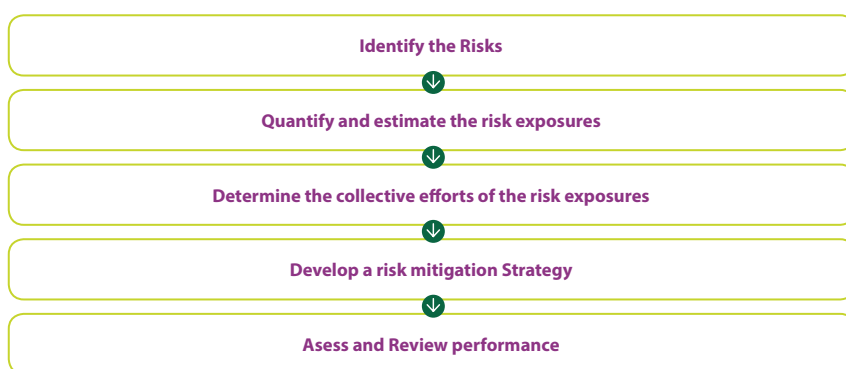 Identify the Risks
Quantify and estimate the risk exposures
Determine the collective efforts of the risk exposures
Develop a risk mitigation Strategy
Asess and Review performance